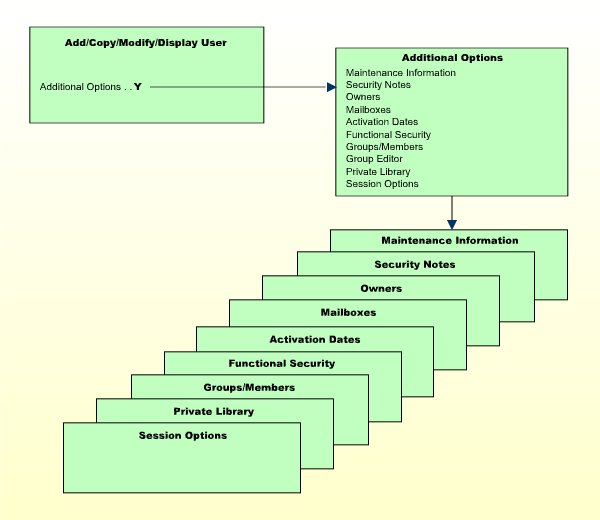 Add/Copy/Modify/Display User
Additional Options . . Y
Additional Options
Maintenance Information
Security Notes
Owners
Mailboxes
Activation Dates
Functional Security
Groups/Members
Group Editor
Private Library
Session Options
Maintenance Information
Security Notes
Owners
Mailboxes
Activation Dates
Functional Security
Groups/Members
Private Library
Session Options